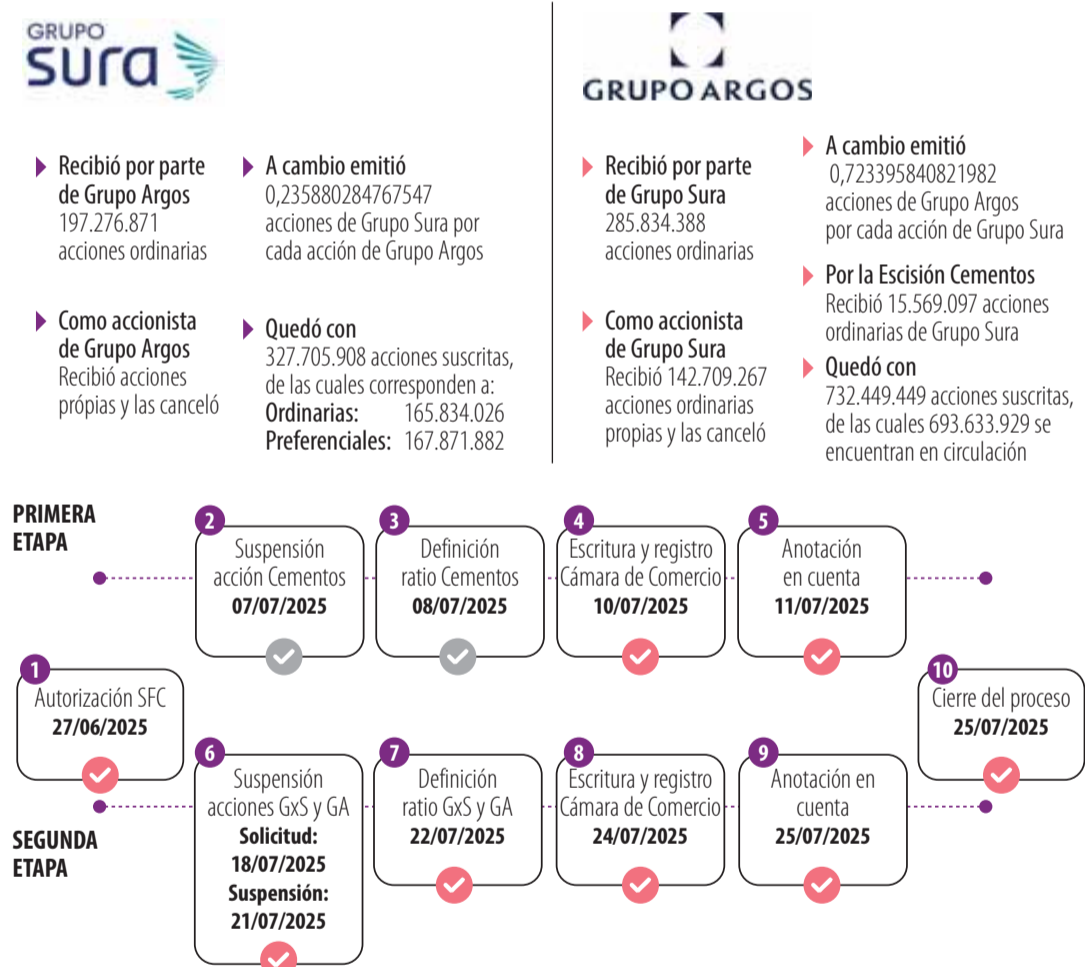 GRUPO
sura
Recibió por parte
de Grupo Argos
197.276.871
acciones ordinarias
A cambio emitió
0,235880284767547
acciones de Grupo Sura por
cada acción de Grupo Argos
Como accionista
de Grupo Argos
Recibió acciones
própias y las canceló
Quedó con
327.705.908 acciones suscritas,
de las cuales corresponden a:
Ordinarias: 165.834.026
Preferenciales: 167.871.882
GRUPO ARGOS
Recibió por parte
de Grupo Sura
285.834.388
acciones ordinarias
A cambio emitió
0,723395840821982
acciones de Grupo Argos
por cada acción de Grupo Sura
Por la Escisión Cementos
Recibió 15.569.097 acciones
ordinarias de Grupo Sura
Como accionista
de Grupo Sura
Recibió 142.709.267
acciones ordinarias
propias y las canceló
Quedó con
732.449.449 acciones suscritas,
de las cuales 693.633.929 se
encuentran en circulación
PRIMERA
ETAPA
2
Suspensión
acción Cementos
07/07/2025
3
Definición
ratio Cementos
08/07/2025
4
Escritura y registro
Cámara de Comercio
10/07/2025
5
Anotación
en cuenta
11/07/2025
1
Autorización SFC
27/06/2025
10
Cierre del proceso
25/07/2025
SEGUNDA
ETAPA
6
Suspensión
acciones GxS y GA
Solicitud:
18/07/2025
Suspensión:
21/07/2025
7
Definición
ratio GxS y GA
22/07/2025
8
Escritura y registro
Cámara de Comercio
24/07/2025
9
Anotación en
cuenta
25/07/2025